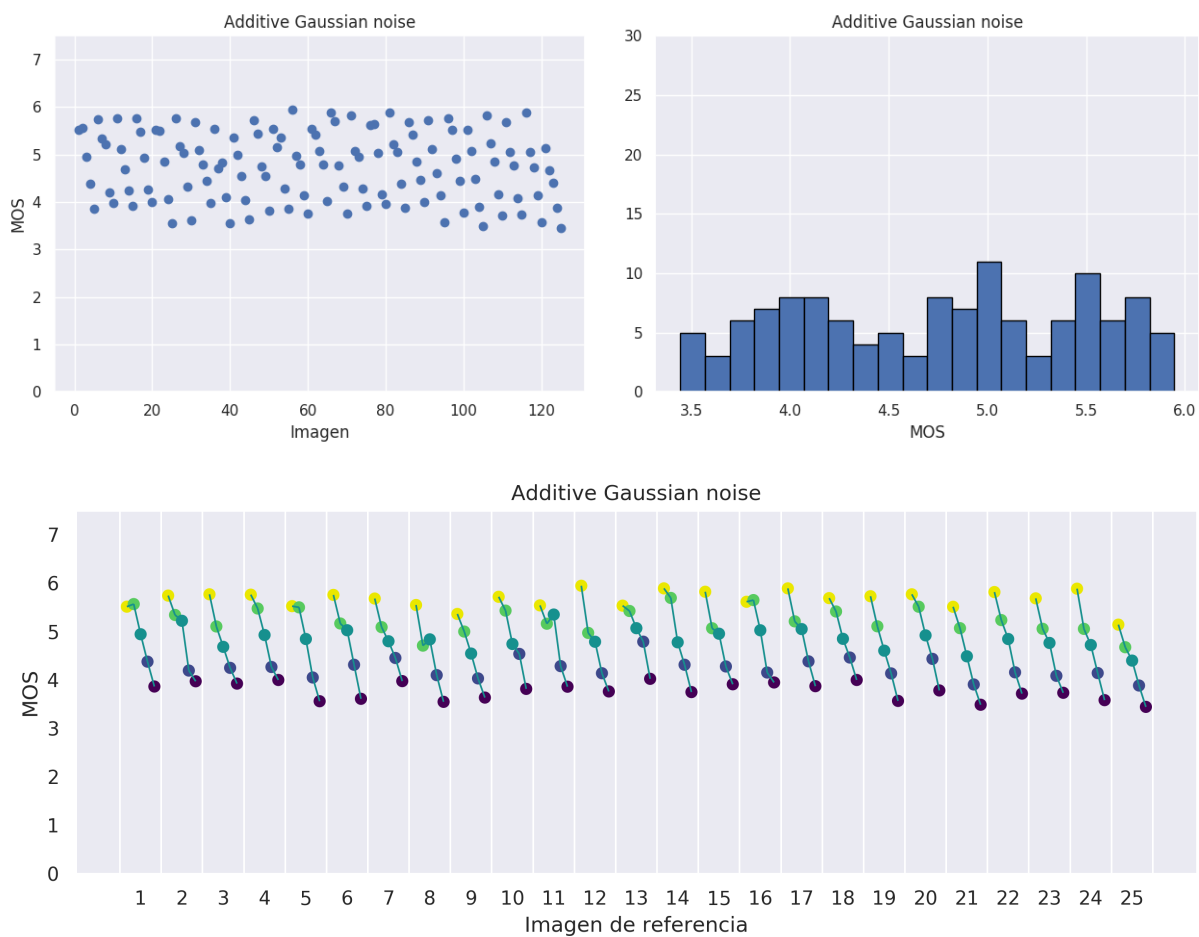 Additive Gaussian noise
MOS
7
6
5
4
3
2
1
0
0 20 40 60 80 100 120
Imagen
Additive Gaussian noise
30
25
20
15
10
5
0
3.5 4.0 4.5 5.0 5.5 6.0
MOS
Additive Gaussian noise
MOS
7
6
5
4
3
2
1
0
1 2 3 4 5 6 7 8 9 10 11 12 13 14 15 16 17 18 19 20 21 22 23 24 25
Imagen de referencia